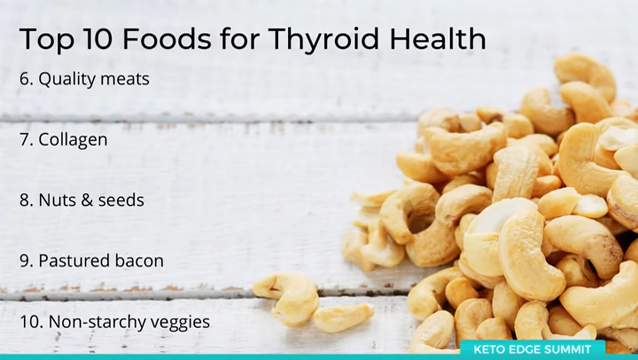 Top 10 Foods for Thyroid Health
6. Quality meats
7. Collagen
8. Nuts & seeds
9. Pastured bacon
10. Non-starchy veggies
KETO EDGE SUMMIT